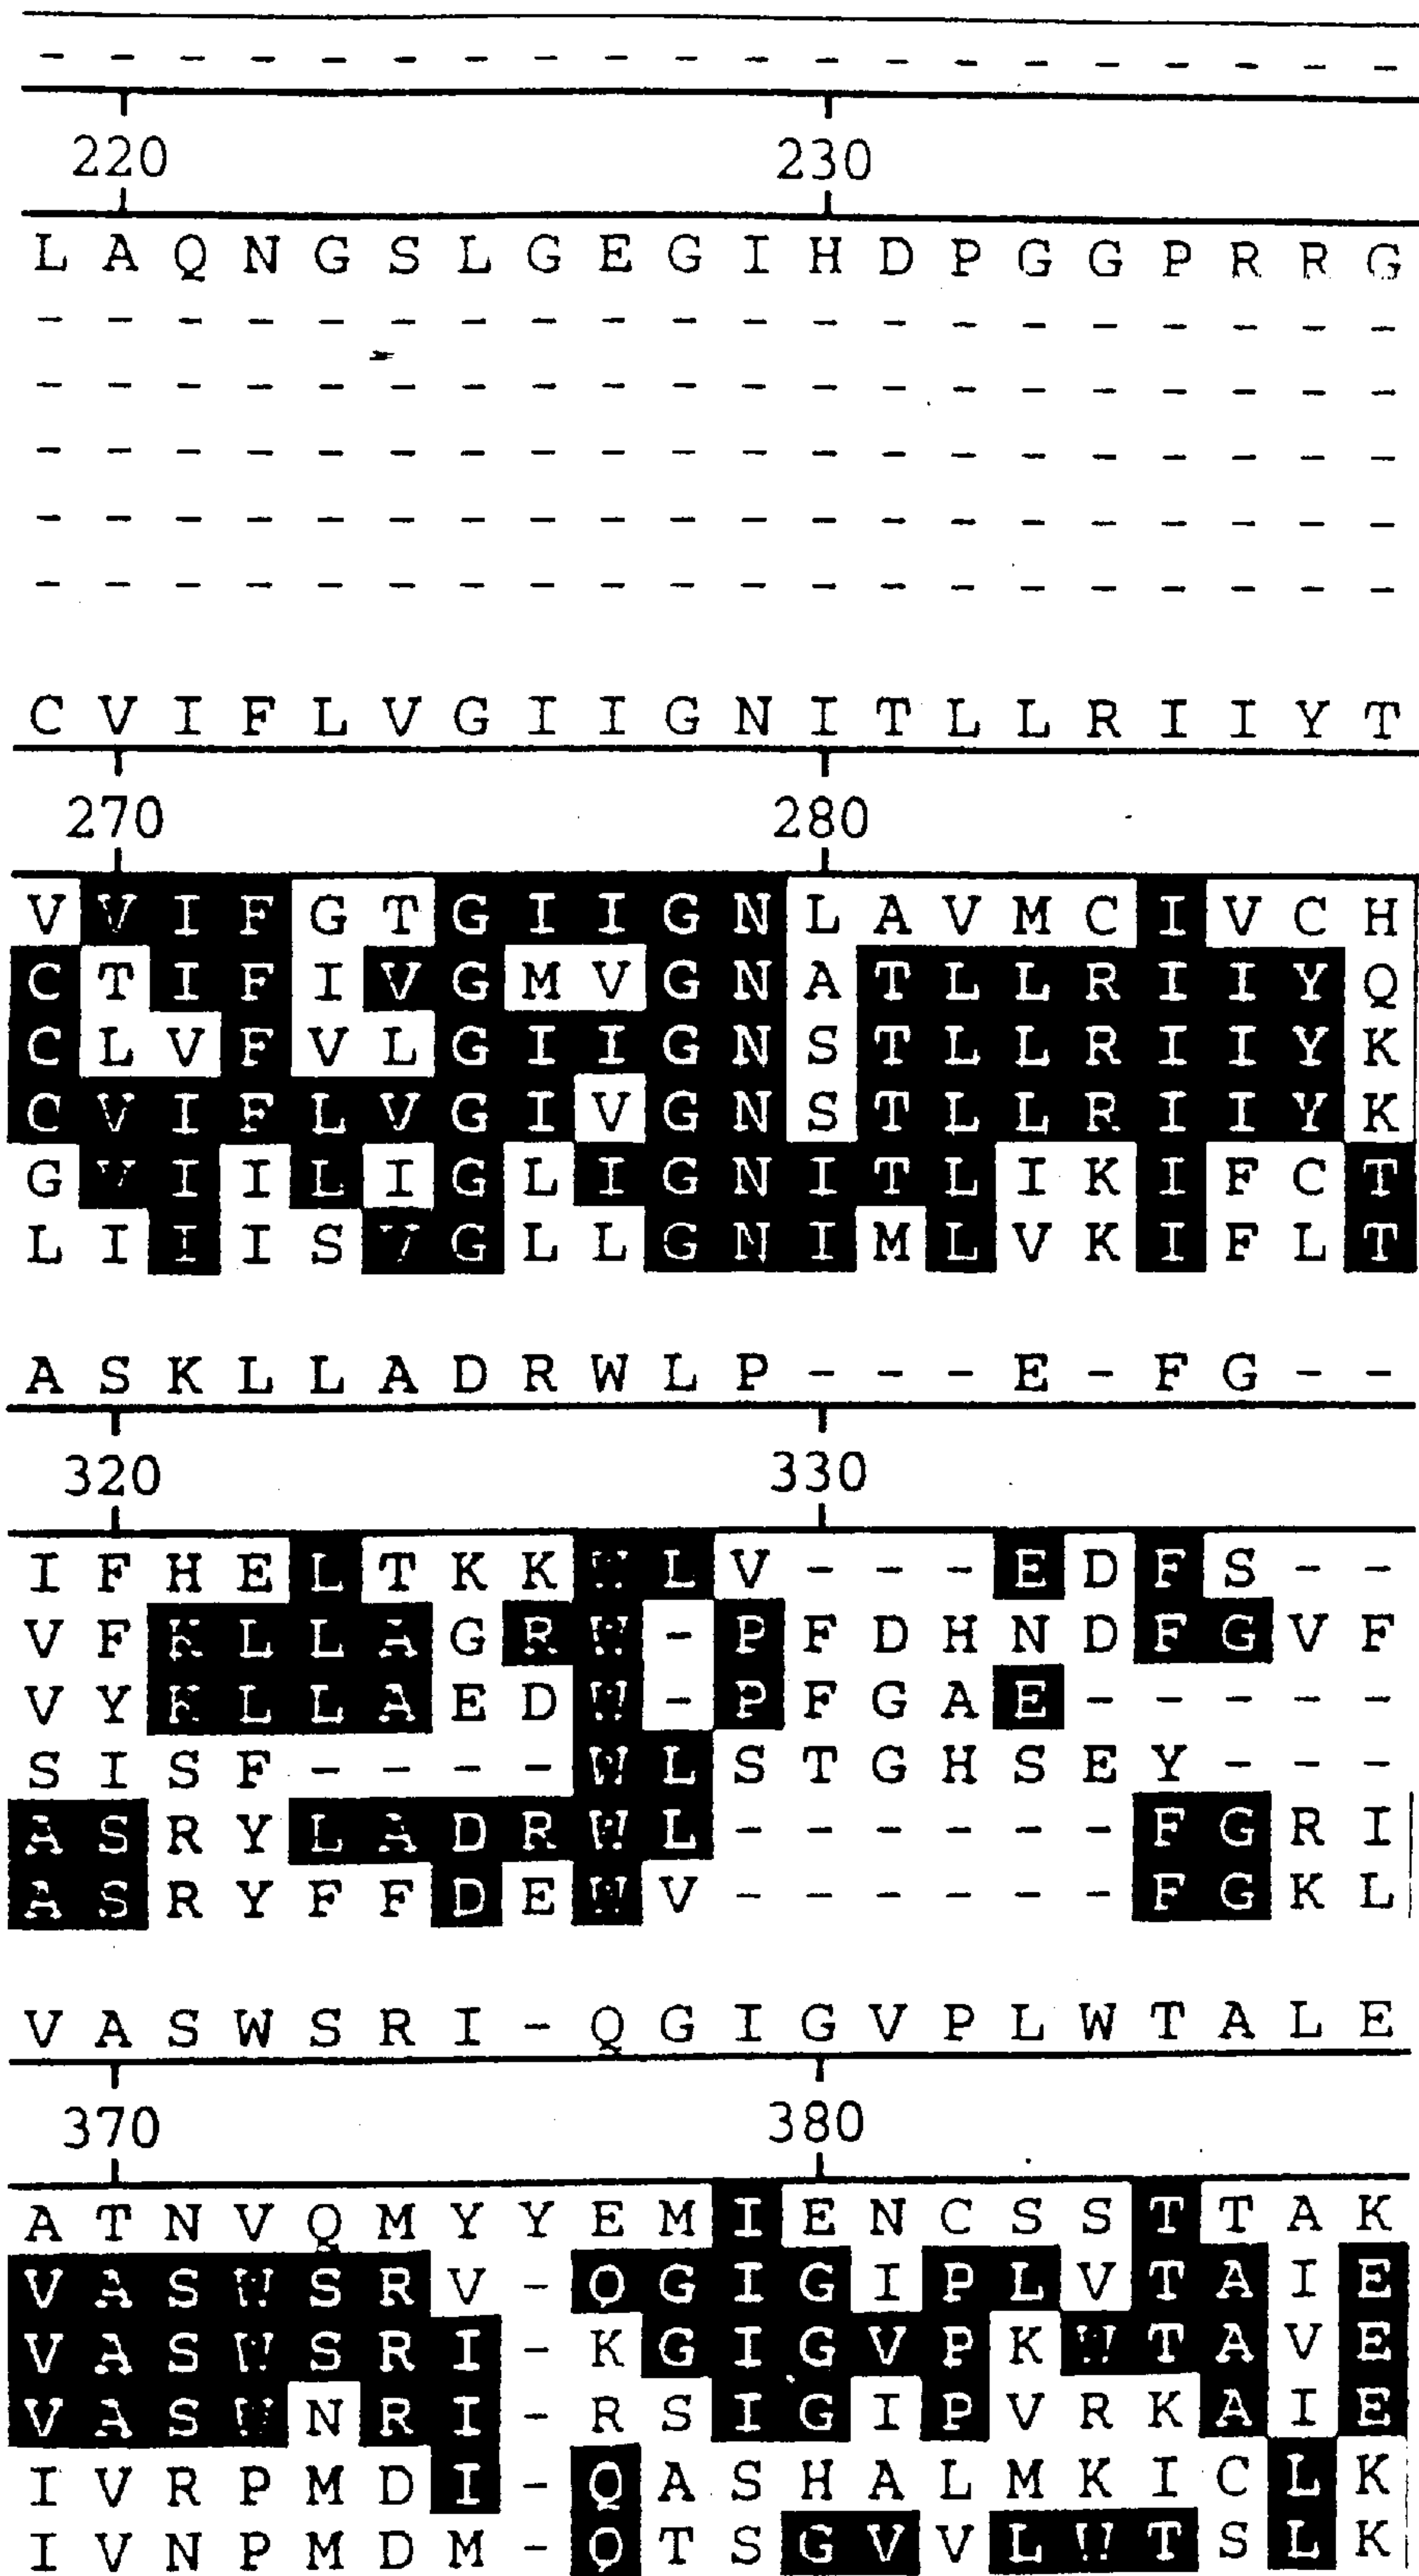 - - - - - - - - - - - - - - - - - - - -
220 230
L A Q N G S L G E G I H D P G G P R R G
- - - - - - - - - - - - - - - - - - - -
- - - - - - - - - - - - - - - - - - - -
- - - - - - - - - - - - - - - - - - - -
- - - - - - - - - - - - - - - - - - - -
- - - - - - - - - - - - - - - - - - - -
C V I F L V G I I G N I T L L R I I Y T
270 280
V V I F G T G I I G N L A V M C I V C H
C T I F I V G M V G N A T L L R I I Y Q
C L V F V L G I I G N S T L L R I I Y K
C V I F L V G I V G N S T L L R I I Y K
G V I I L I G L I G N I T L I K I F C T
L I I I S V G L L G N I M L V K I F L T
A S K L L A D R W L P - - - E - F G - -
320 330
I F H E L T K K W L V - - - E D F S - -
V F K L L A G R W - P F D H N D F G V F
V Y K L L A E D W - P F G A E - - - - -
S I S F - - - - W L S T G H S E Y - - -
A S R Y L A D R W L - - - - - - F G R I
A S R Y F F D E W V - - - - - - F G K L
V A S W S R I - Q G I G V P L W T A L E
370 380
A T N V Q M Y Y E M I E N C S S T T A K
V A S W S R V - Q G I G I P L V T A I E
V A S W S R I - K G I G V P K W T A V E
V A S W N R I - R S I G I P V R K A I E
I V R P M D I - Q A S H A L M K I C L K
I V N P M D M - Q T S G V V L W T S L K